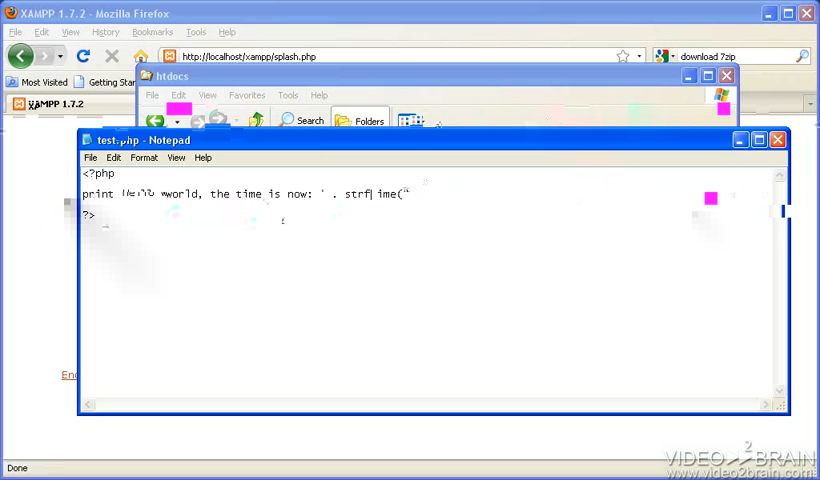 XAMPP 1.7.2 - Mozilla Firefox
File Edit View History Bookmarks Tools Help
http://localhost/xampp/splash.php
download 7zip
Most Visited Getting Star
XAMPP 1.7.2
htdocs
File Edit View Favorites Tools Help
Search Folders
test.php - Notepad
File Edit Format View Help
<?php
print world, the time is now: ' . strf ime("
?>
Done
VIDEO2BRAIN
www.video2brain.com